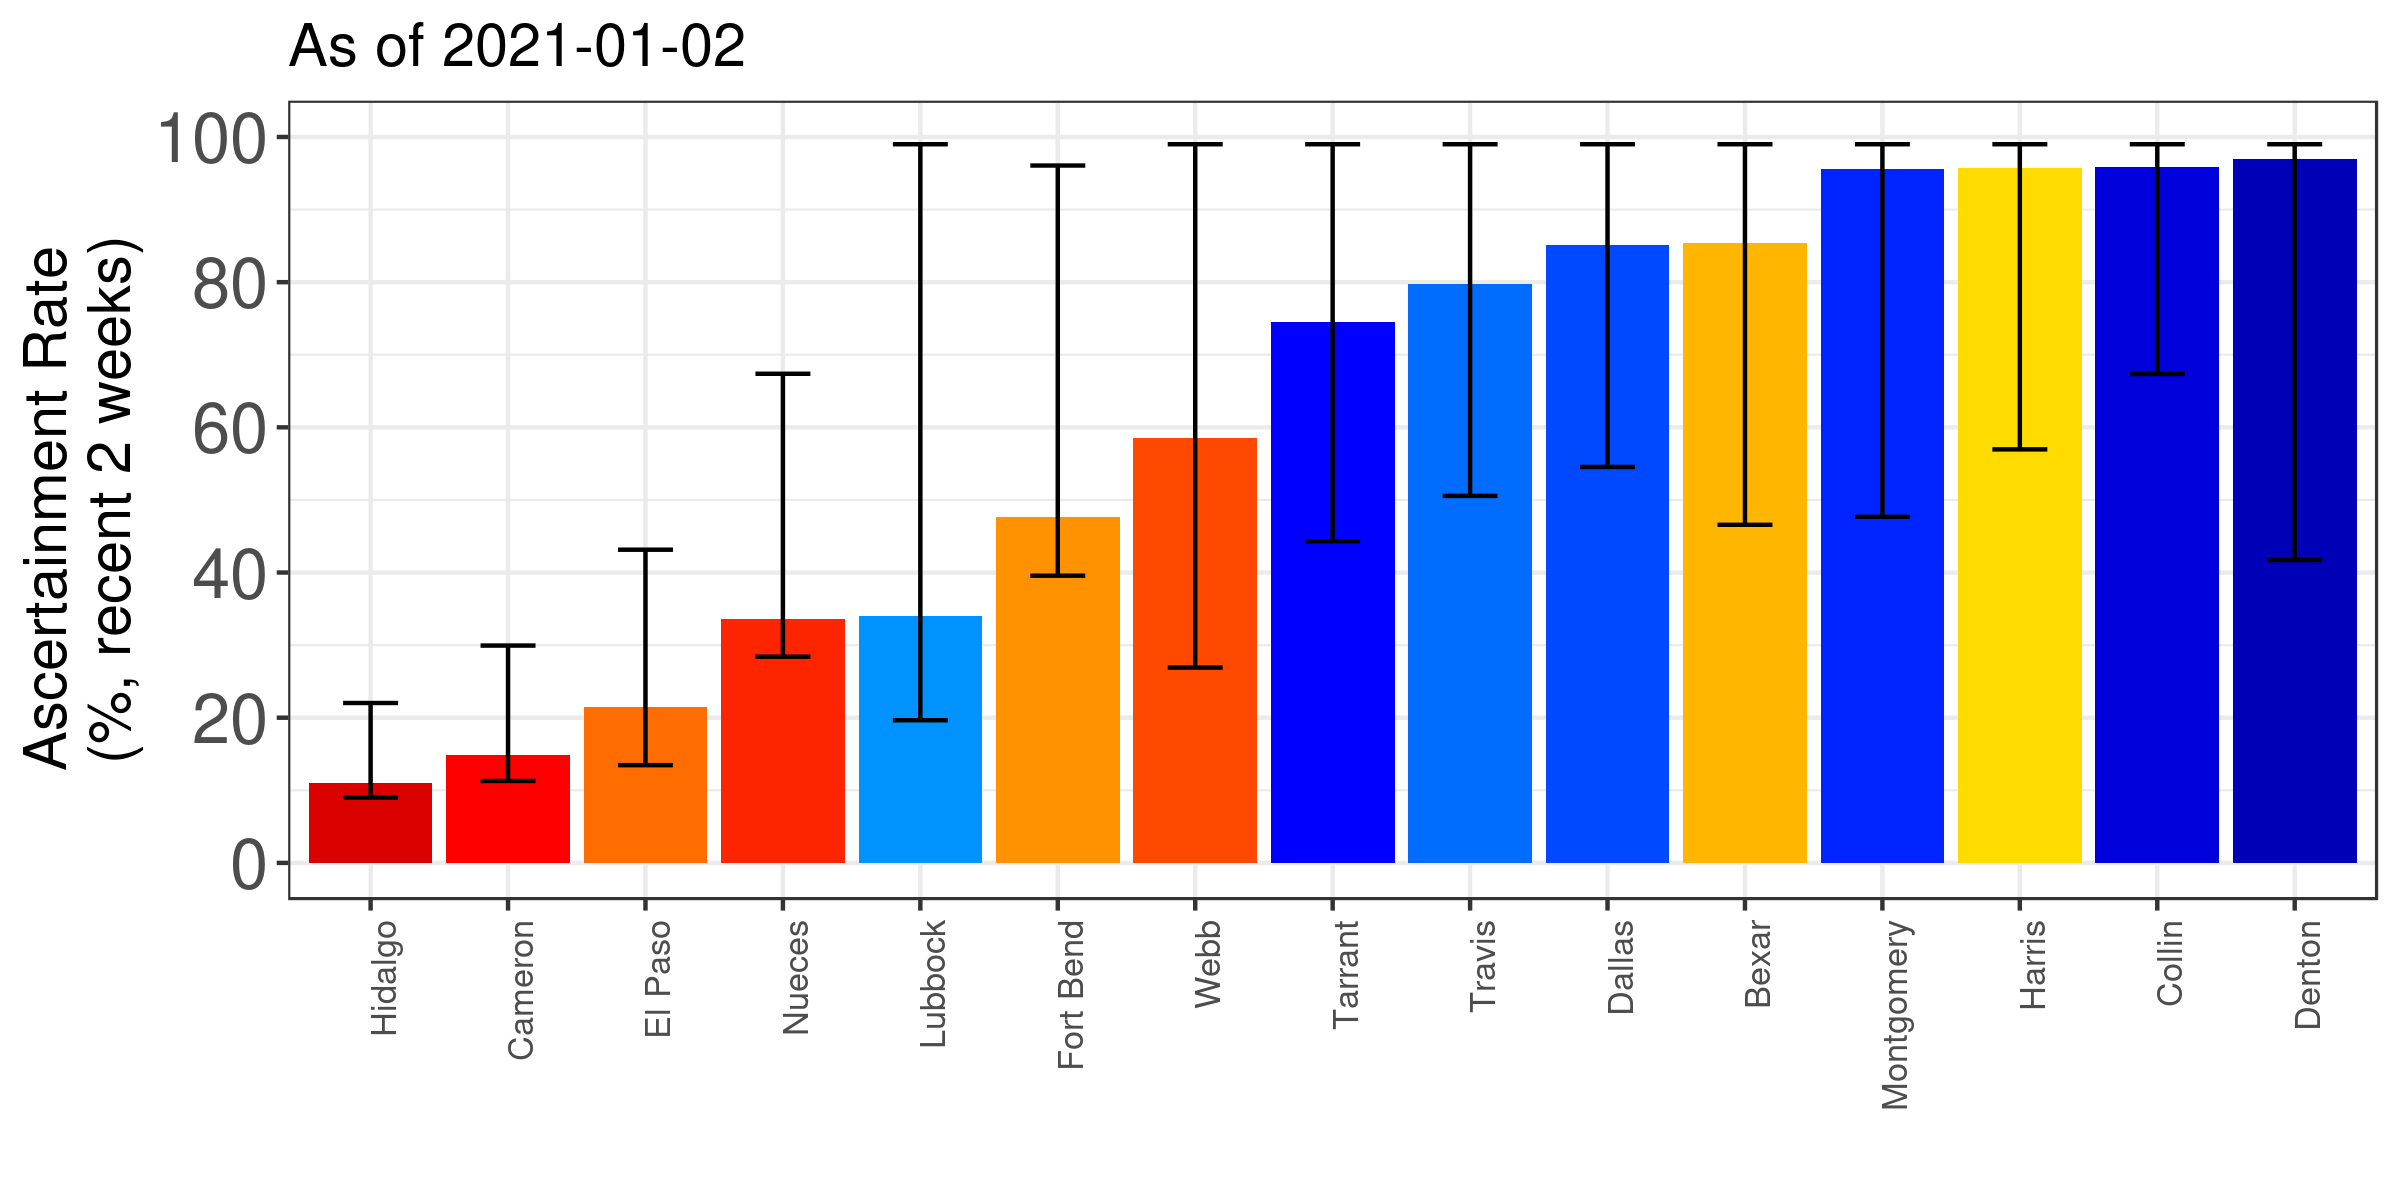 As of 2021-01-02
Ascertainment Rate
(%, recent 2 weeks)
100
80
60
40
20
0
Hidalgo
Cameron
El Paso
Nueces
Lubbock
Fort Bend
Webb
Tarrant
Travis
Dallas
Bexar
Montgomery
Harris
Collin
Denton